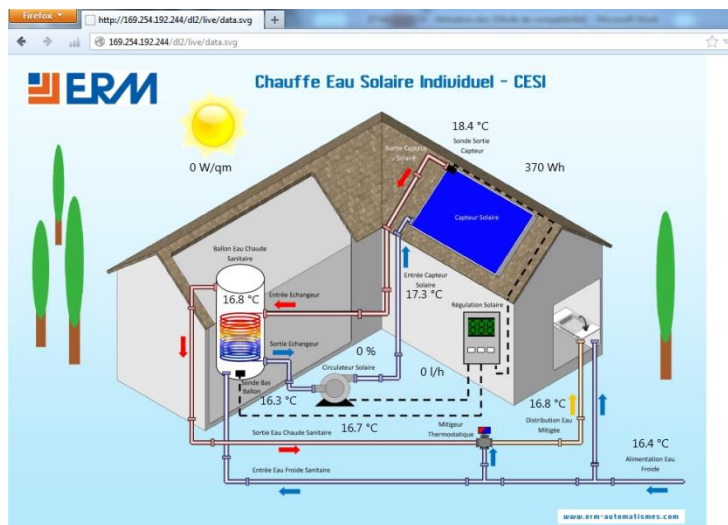 Firefox
http://169.254.192.244/dl2/live/data.svg
+
169.254.192.244/dl2/live/data.svg
ERM
Chauffe Eau Solaire Individuel - CESI
18.4 °C
Sonde Sortie
Capteur
0 W/qm
370 Wh
Capteur Solaire
Ballon Eau Chaude
Sanitaire
16.8 °C
Entrée Echangeur
Entrée Capteur
Solaire
17.3 °C
Régulation Solaire
Sortie Echangeur
0 %
Circulateur Solaire
0 l/h
Sonde Bas
Ballon
16.3 °C
16.7 °C
Mitigeur
Thermostatique
16.8 °C
Distribution Eau
Mitigée
Sortie Eau Chaude Sanitaire
16.4 °C
Alimentation Eau
Froide
Entrée Eau Froide Sanitaire
www.erm-automatismes.com